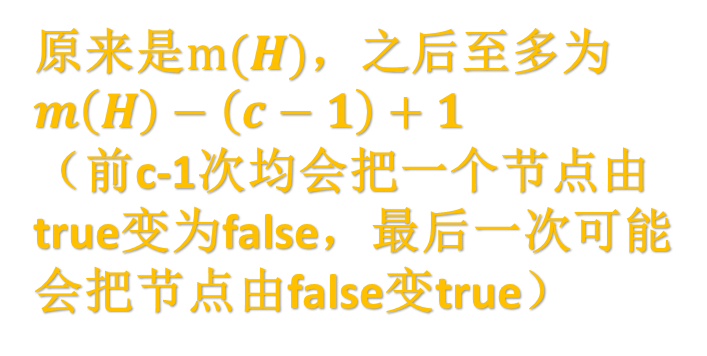 原来是m(H)，之后至多为
m(H) − (c − 1) + 1
（前c-1次均会把一个节点由
true变为false，最后一次可能
会把节点由false变true）